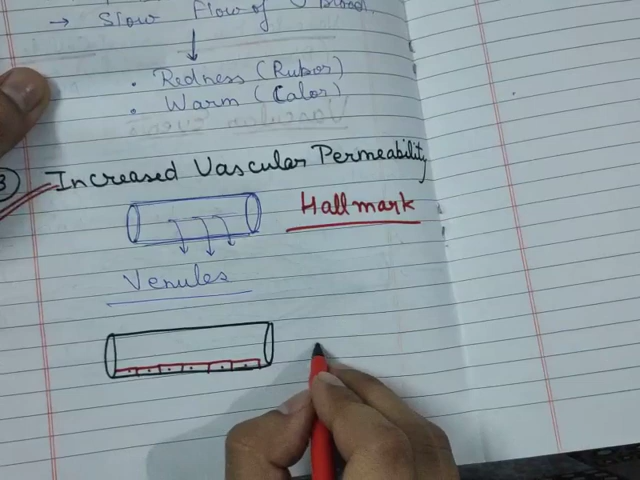 → Slow Flow of Blood.
• Redness (Rubor)
• Warm (Calor)
3 Increased Vascular Permeability
Hallmark
Venules